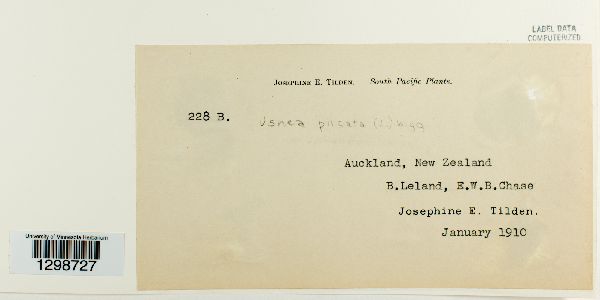 LABEL DATA
COMPUTERIZED
JOSEPHINE E. TILDEN. South Pacific Plants.
228 B. Usnea plicata (L.) Wigg
Auckland, New Zealand
B.Leland, E.W.B.Chase
Josephine E. Tilden.
January 1910
University of Minnesota Herbarium
1298727